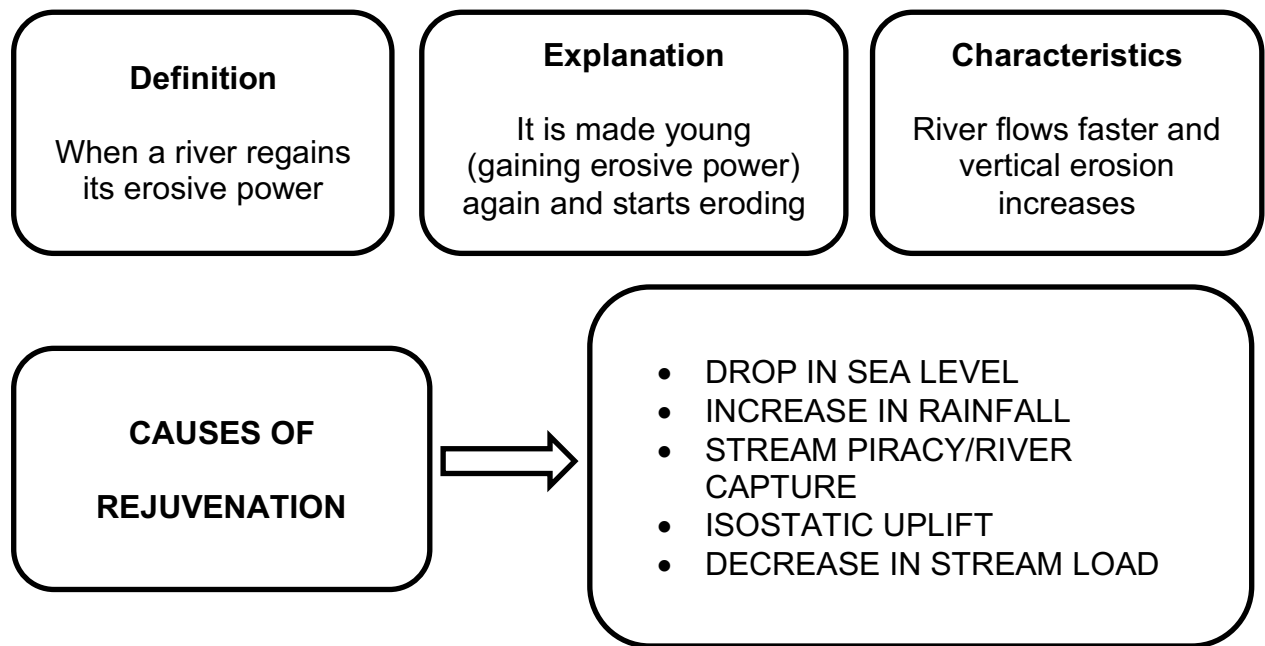 Definition
When a river regains
its erosive power
Explanation
It is made young
(gaining erosive power)
again and starts eroding
Characteristics
River flows faster and
vertical erosion
increases
CAUSES OF
REJUVENATION
• DROP IN SEA LEVEL
• INCREASE IN RAINFALL
• STREAM PIRACY/RIVER
CAPTURE
• ISOSTATIC UPLIFT
• DECREASE IN STREAM LOAD